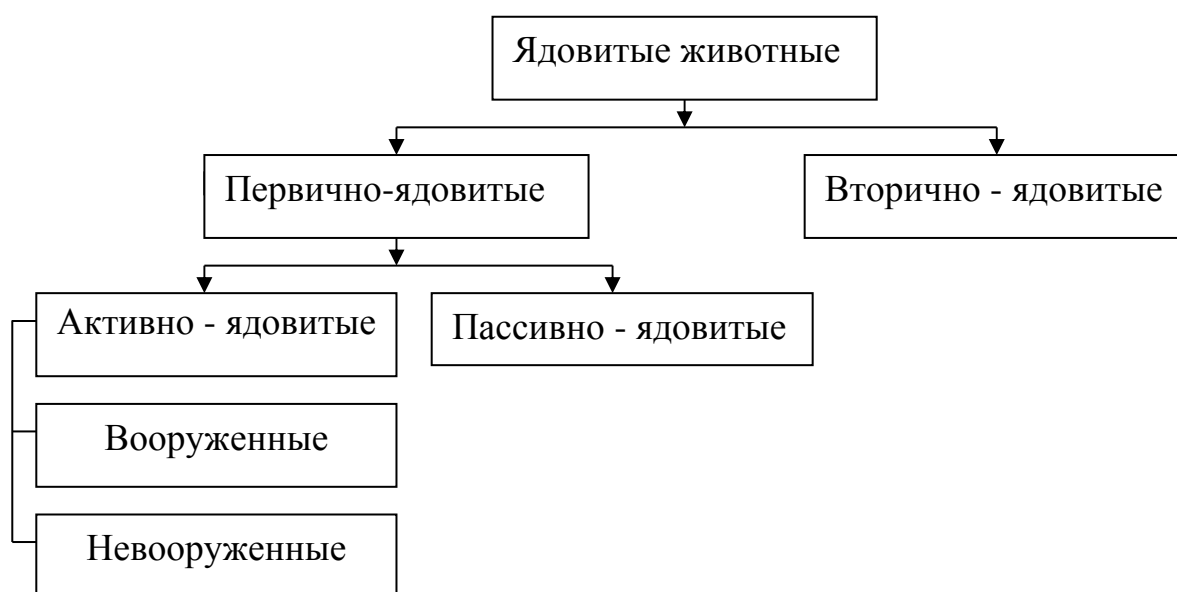 Ядовитые животные
Первично-ядовитые
Вторично - ядовитые
Активно - ядовитые
Пассивно - ядовитые
Вооруженные
Невооруженные